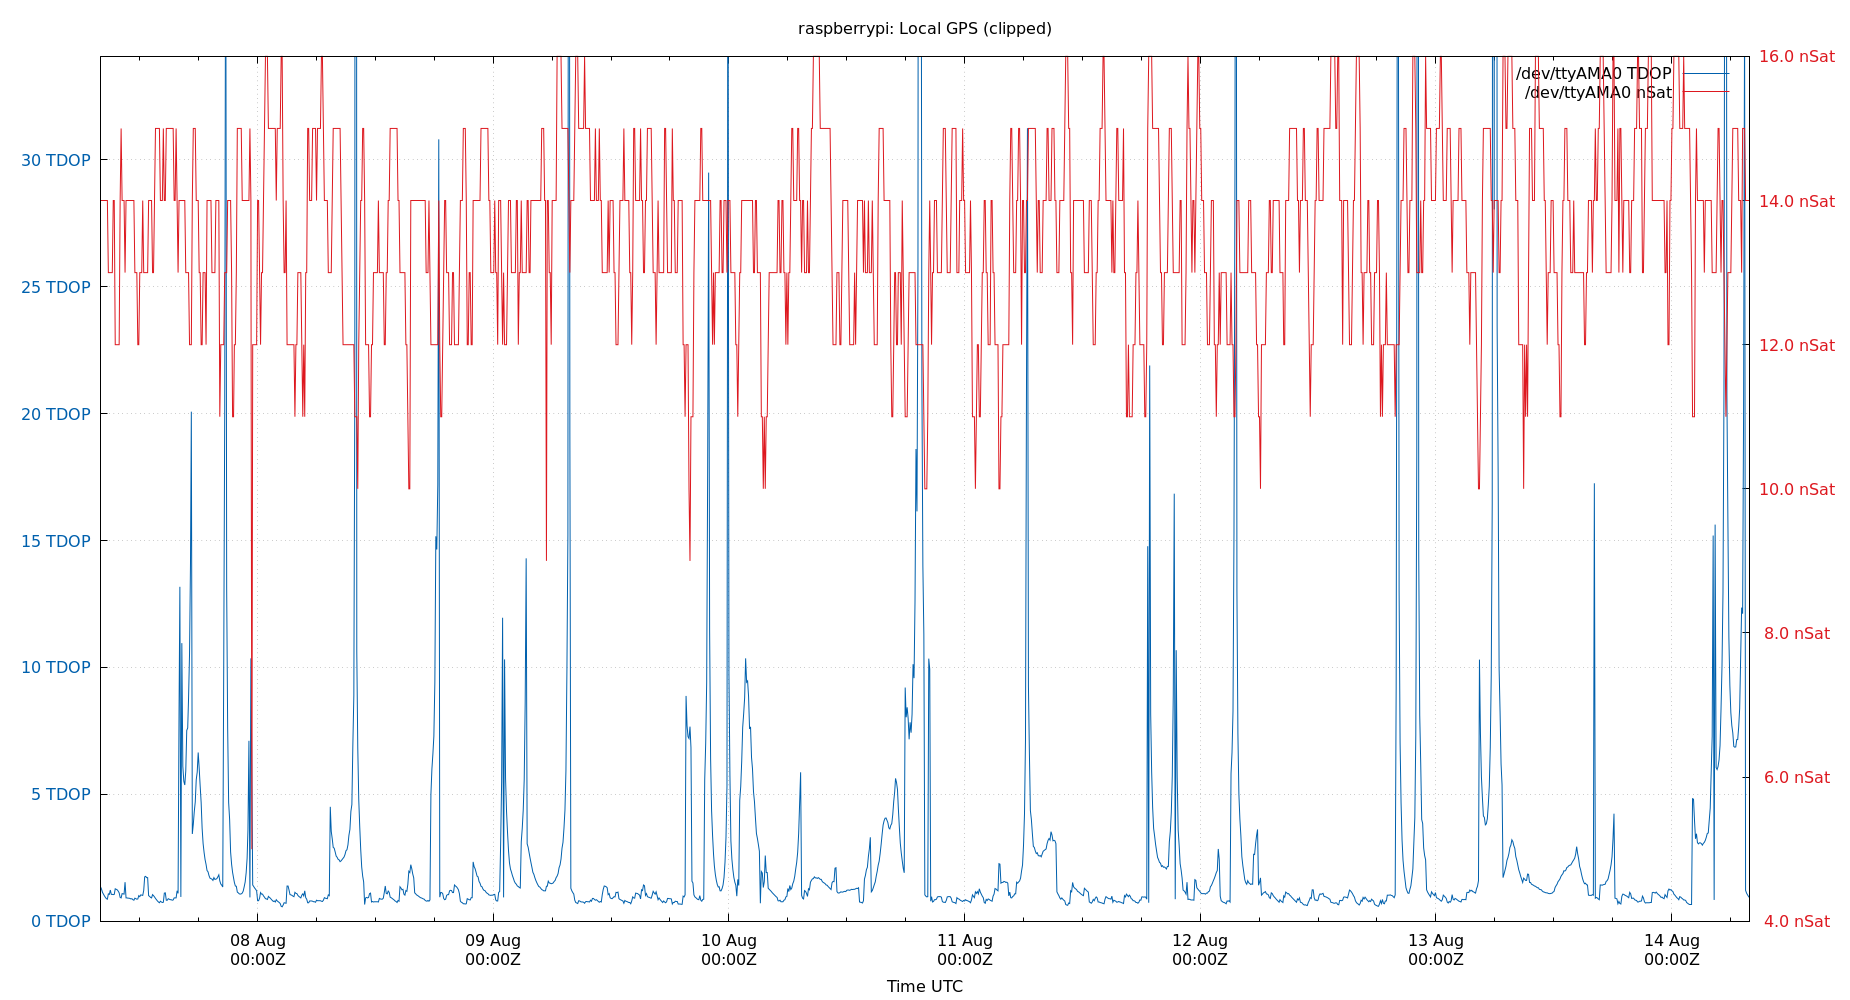 raspberrypi: Local GPS (clipped)
16.0 nSat
/dev/ttyAMA0 TDOP
/dev/ttyAMA0 nSat
30 TDOP
14.0 nSat
25 TDOP
12.0 nSat
20 TDOP
10.0 nSat
15 TDOP
8.0 nSat
10 TDOP
6.0 nSat
5 TDOP
0 TDOP
4.0 nSat
08 Aug 09 Aug 10 Aug 11 Aug 12 Aug 13 Aug 14 Aug
00:00Z 00:00Z 00:00Z 00:00Z 00:00Z 00:00Z 00:00Z
Time UTC